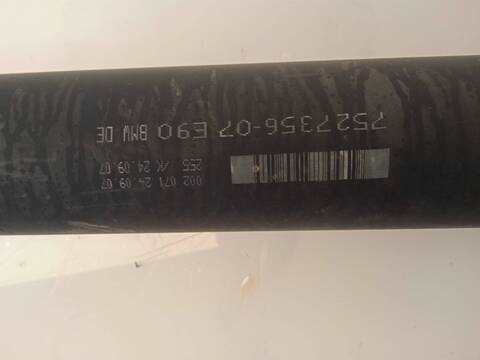 002 071 24 09 07
255 /K 24.09.07
7527356-07 E90 BMW DE